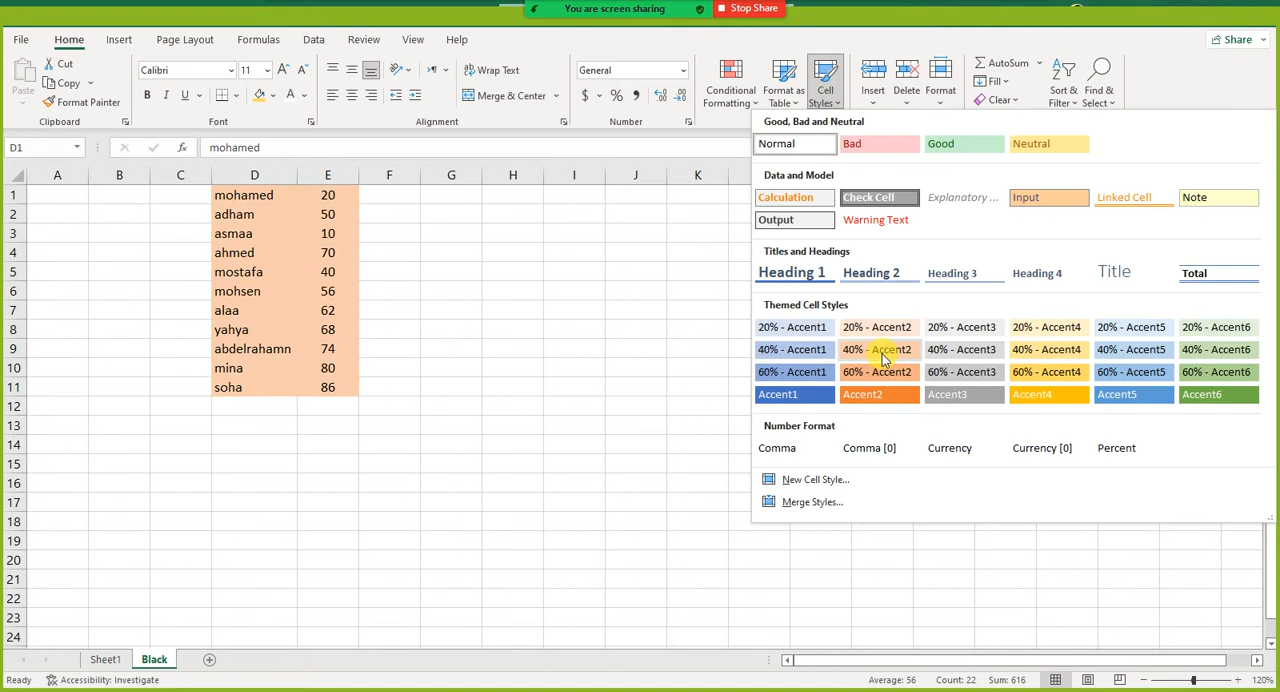 You are screen sharing
Stop Share
File Home Insert Page Layout Formulas Data Review View Help
Share
Paste
Cut
Copy
Format Painter
Clipboard
Calibri 11
B I U
Font
Wrap Text
Merge & Center
Alignment
General
$ % 9
Number
Conditional Formatting
Format as Table
Cell Styles
Insert
Delete
Format
AutoSum
Fill
Clear
Sort & Filter
Find & Select
D1 fx mohamed
A B C D E F G H I J K
1 mohamed 20
2 adham 50
3 asmaa 10
4 ahmed 70
5 mostafa 40
6 mohsen 56
7 alaa 62
8 yahya 68
9 abdelrahamn 74
10 mina 80
11 soha 86
12
13
14
15
16
17
18
19
20
21
22
23
24
Good, Bad and Neutral
Normal Bad Good Neutral
Data and Model
Calculation Check Cell Explanatory ... Input Linked Cell Note
Output Warning Text
Titles and Headings
Heading 1 Heading 2 Heading 3 Heading 4 Title Total
Themed Cell Styles
20% - Accent1 20% - Accent2 20% - Accent3 20% - Accent4 20% - Accent5 20% - Accent6
40% - Accent1 40% - Accent2 40% - Accent3 40% - Accent4 40% - Accent5 40% - Accent6
60% - Accent1 60% - Accent2 60% - Accent3 60% - Accent4 60% - Accent5 60% - Accent6
Accent1 Accent2 Accent3 Accent4 Accent5 Accent6
Number Format
Comma Comma [0] Currency Currency [0] Percent
New Cell Style...
Merge Styles...
Sheet1 Black
Ready Accessibility: Investigate Average: 56 Count: 22 Sum: 616 120%